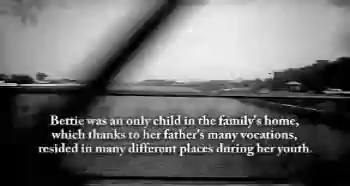 Bettie was an only child in the family's home,
which thanks to her father's many vocations,
resided in many different places during her youth.